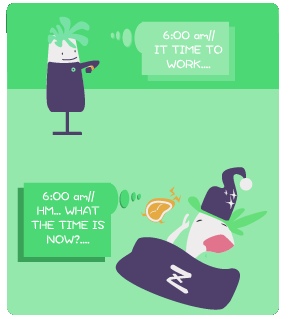 6:00 am//
IT TIME TO
WORK....
6:00 am//
HM... WHAT
THE TIME IS
NOW?....
Z